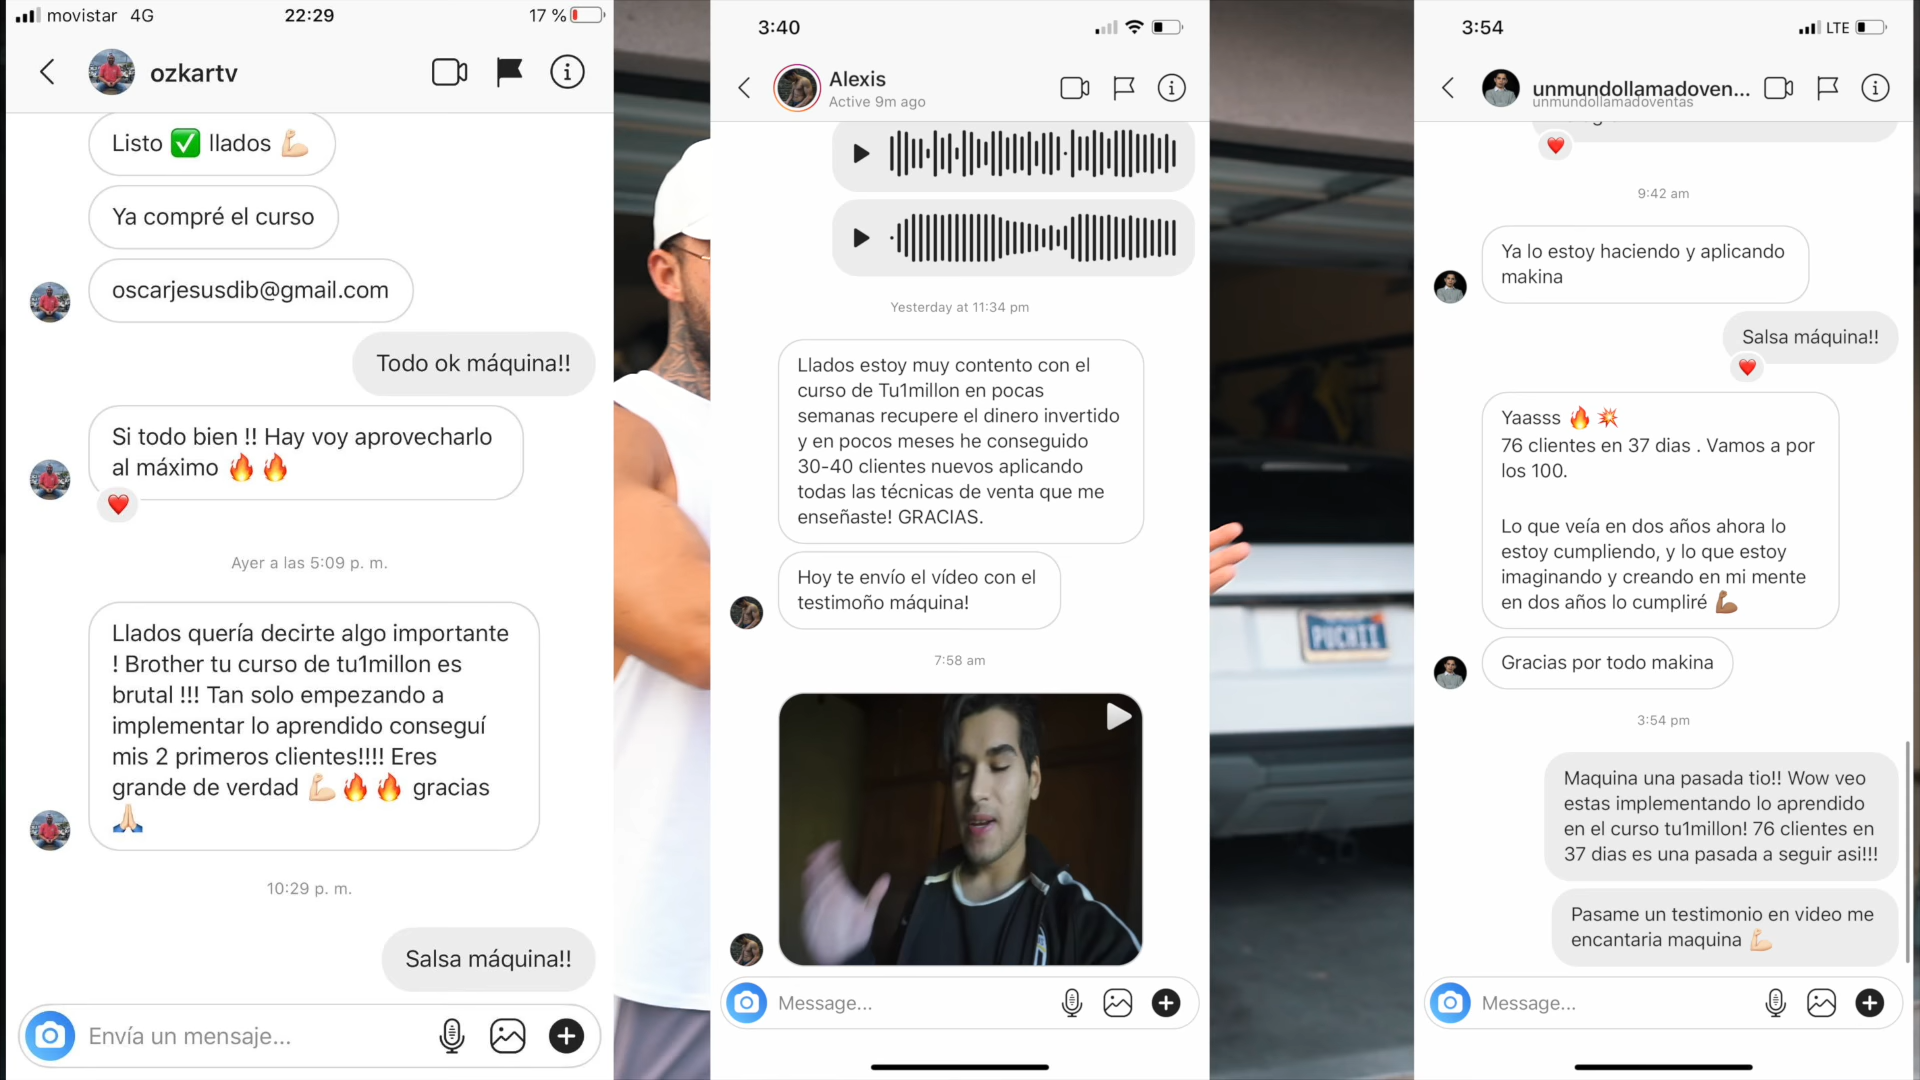 movistar 4G
22:29
17 %
ozkartv
Listo ✅ llados 💪🏻
Ya compré el curso
oscarjesusdib@gmail.com
Todo ok máquina!!
Si todo bien !! Hay voy aprovecharlo
al máximo 🔥 🔥
❤️
Ayer a las 5:09 p. m.
Llados quería decirte algo importante
! Brother tu curso de tu1millon es
brutal !!! Tan solo empezando a
implementar lo aprendido conseguí
mis 2 primeros clientes!!!! Eres
grande de verdad 💪🏻🔥 🔥 gracias
🙏🏻
10:29 p. m.
Salsa máquina!!
Envía un mensaje...
3:40
Alexis
Active 9m ago
Yesterday at 11:34 pm
Llados estoy muy contento con el
curso de Tu1millon en pocas
semanas recupere el dinero invertido
y en pocos meses he conseguido
30-40 clientes nuevos aplicando
todas las técnicas de venta que me
enseñaste! GRACIAS.
Hoy te envío el vídeo con el
testimoño máquina!
7:58 am
Message...
PUCHII
3:54
LTE
unmundollamadoven...
unmundollamadoventas
❤️
9:42 am
Ya lo estoy haciendo y aplicando
makina
Salsa máquina!!
❤️
Yaasss 🔥 💥
76 clientes en 37 dias . Vamos a por
los 100.
Lo que veía en dos años ahora lo
estoy cumpliendo, y lo que estoy
imaginando y creando en mi mente
en dos años lo cumpliré 💪🏾
Gracias por todo makina
3:54 pm
Maquina una pasada tio!! Wow veo
estas implementando lo aprendido
en el curso tu1millon! 76 clientes en
37 dias es una pasada a seguir asi!!!
Pasame un testimonio en video me
encantaria maquina 💪🏻
Message...